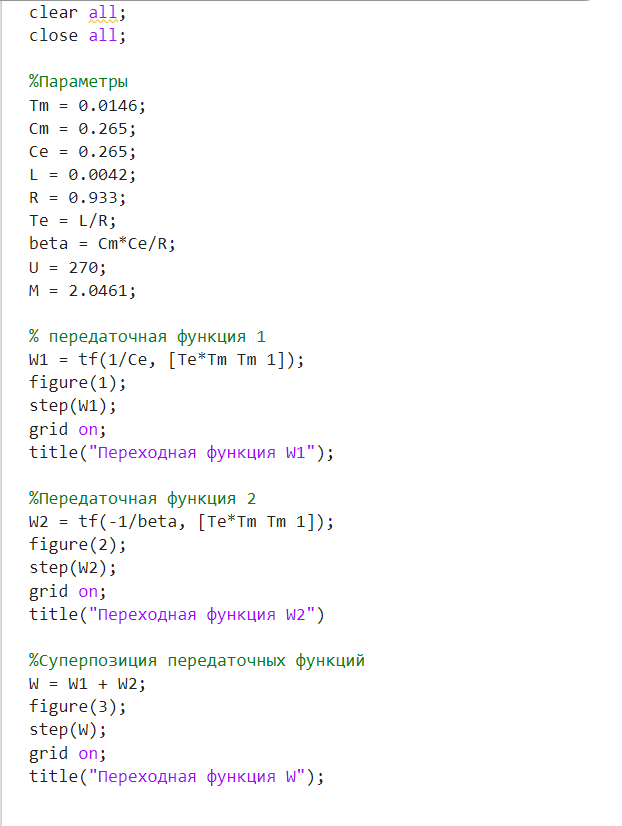 clear all;
close all;
%Параметры
Tm = 0.0146;
Cm = 0.265;
Ce = 0.265;
L = 0.0042;
R = 0.933;
Te = L/R;
beta = Cm*Ce/R;
U = 270;
M = 2.0461;
% передаточная функция 1
W1 = tf(1/Ce, [Te*Tm Tm 1]);
figure(1);
step(W1);
grid on;
title("Переходная функция W1");
%Передаточная функция 2
W2 = tf(-1/beta, [Te*Tm Tm 1]);
figure(2);
step(W2);
grid on;
title("Переходная функция W2")
%Суперпозиция передаточных функций
W = W1 + W2;
figure(3);
step(W);
grid on;
title("Переходная функция W");